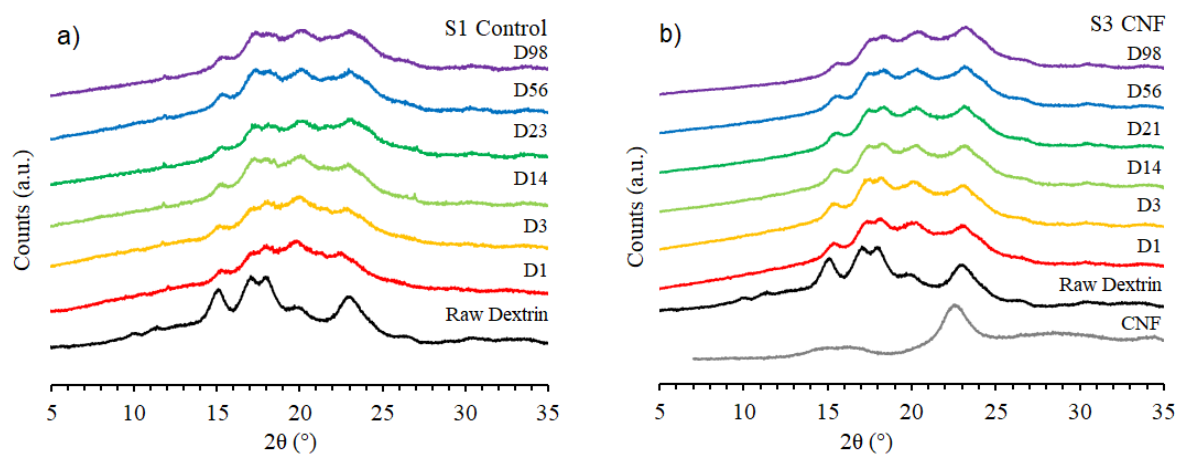 a)
S1 Control
D98
D56
D23
D14
D3
D1
Raw Dextrin
Counts (a.u.)
5 10 15 20 25 30 35
2θ (°)
b)
S3 CNF
D98
D56
D21
D14
D3
D1
Raw Dextrin
CNF
Counts (a.u.)
5 10 15 20 25 30 35
2θ (°)